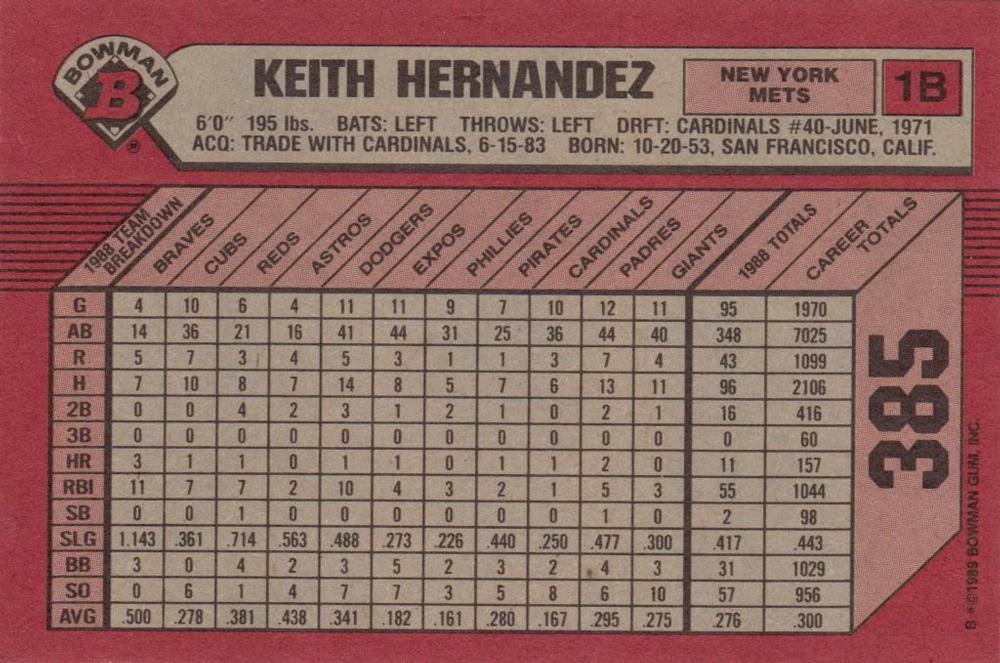 BOWMAN
B
KEITH HERNANDEZ
NEW YORK
METS
1B
6'0" 195 lbs. BATS: LEFT THROWS: LEFT DRFT: CARDINALS #40-JUNE, 1971
ACQ: TRADE WITH CARDINALS, 6-15-83 BORN: 10-20-53, SAN FRANCISCO, CALIF.
®
1988 TEAM BREAKDOWN BRAVES CUBS REDS ASTROS DODGERS EXPOS PHILLIES PIRATES CARDINALS PADRES GIANTS 1988 TOTALS CAREER TOTALS
G 4 10 6 4 11 11 9 7 10 12 11 95 1970
AB 14 36 21 16 41 44 31 25 36 44 40 348 7025
R 5 7 3 4 5 3 1 1 3 7 4 43 1099
H 7 10 8 7 14 8 5 7 6 13 11 96 2106
2B 0 0 4 2 3 1 2 1 0 2 1 16 416
3B 0 0 0 0 0 0 0 0 0 0 0 0 60
HR 3 1 1 0 1 1 0 1 1 2 0 11 157
RBI 11 7 7 2 10 4 3 2 1 5 3 55 1044
SB 0 0 1 0 0 0 0 0 0 1 0 2 98
SLG 1.143 .361 .714 .563 .488 .273 .226 .440 .250 .477 .300 .417 .443
BB 3 0 4 2 3 5 2 3 2 4 3 31 1029
SO 0 6 1 4 7 7 3 5 8 6 10 57 956
AVG .500 .278 .381 .438 .341 .182 .161 .280 .167 .295 .275 .276 .300
385
B*©1989 BOWMAN GUM, INC.